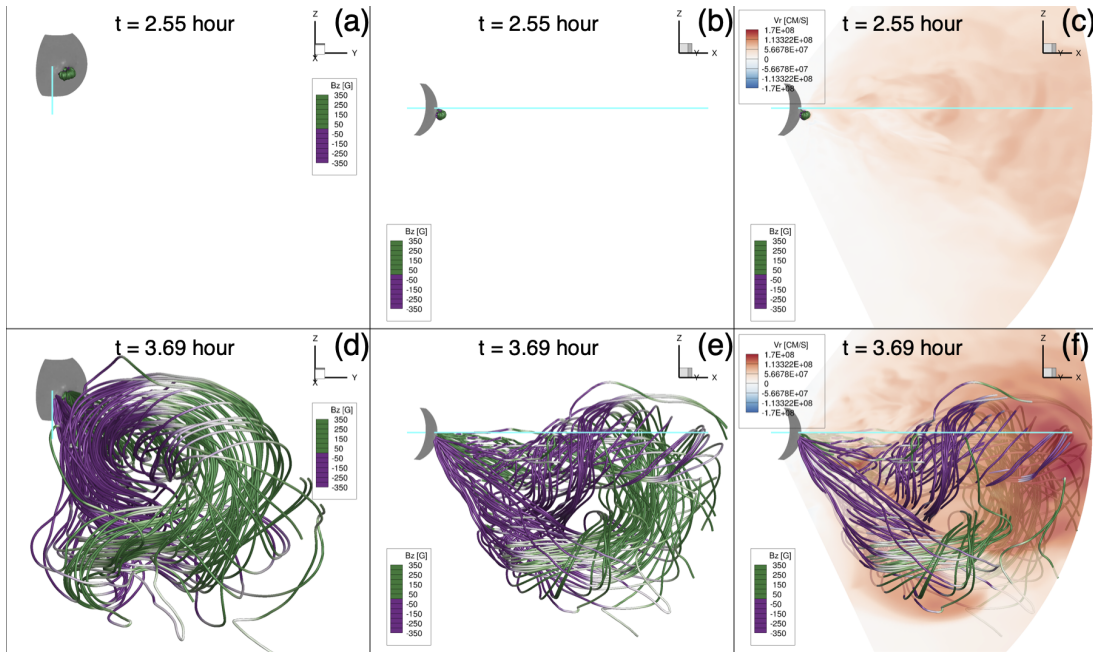 t = 2.55 hour
(a)
Z
X
Y
Bz [G]
350
250
150
50
-50
-150
-250
-350
t = 2.55 hour
(b)
Z
Y
X
Bz [G]
350
250
150
50
-50
-150
-250
-350
Vr [CM/S]
1.7E+08
1.13322E+08
5.6678E+07
0
-5.6678E+07
-1.13322E+08
-1.7E+08
t = 2.55 hour
(c)
Z
Y
X
Bz [G]
350
250
150
50
-50
-150
-250
-350
t = 3.69 hour
(d)
Z
X
Y
Bz [G]
350
250
150
50
-50
-150
-250
-350
t = 3.69 hour
(e)
Z
Y
X
Bz [G]
350
250
150
50
-50
-150
-250
-350
Vr [CM/S]
1.7E+08
1.13322E+08
5.6678E+07
0
-5.6678E+07
-1.13322E+08
-1.7E+08
t = 3.69 hour
(f)
Z
Y
X
Bz [G]
350
250
150
50
-50
-150
-250
-350